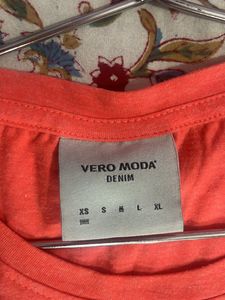 VERO MODA
DENIM
XS S M L XL